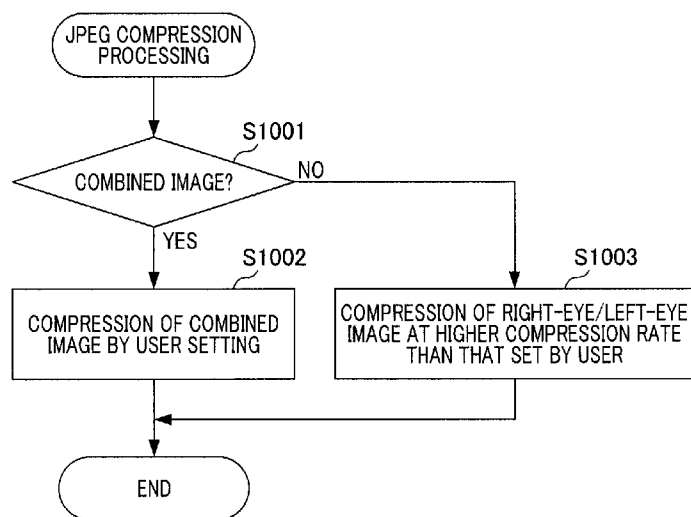 JPEG COMPRESSION
PROCESSING
S1001
COMBINED IMAGE?
NO
YES
S1002
COMPRESSION OF COMBINED
IMAGE BY USER SETTING
S1003
COMPRESSION OF RIGHT-EYE/LEFT-EYE
IMAGE AT HIGHER COMPRESSION RATE
THAN THAT SET BY USER
END